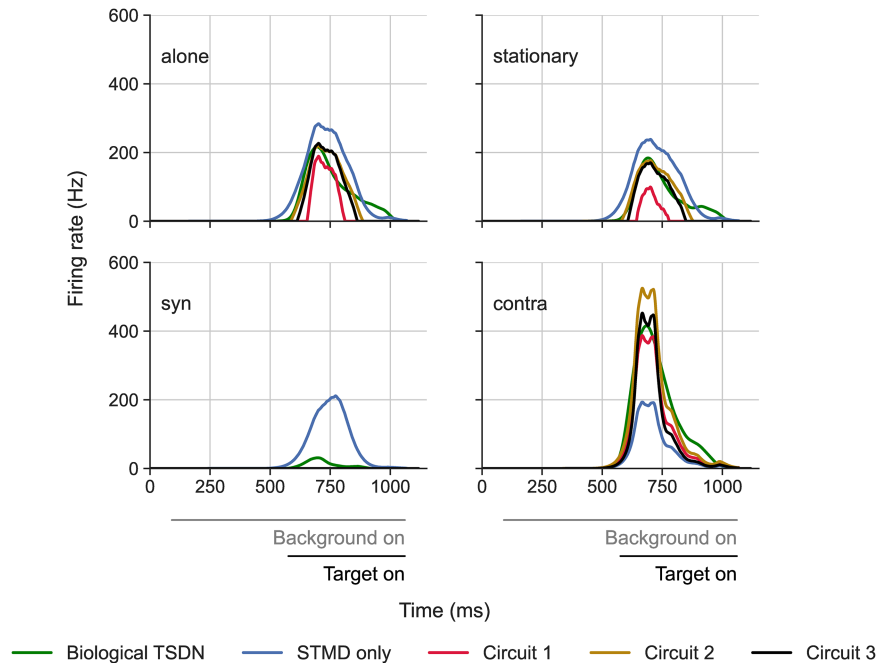 600
alone
stationary
400
200
0
Firing rate (Hz)
600
syn
contra
400
200
0
0 250 500 750 1000 0 250 500 750 1000
Background on Background on
Target on Target on
Time (ms)
Biological TSDN STMD only Circuit 1 Circuit 2 Circuit 3